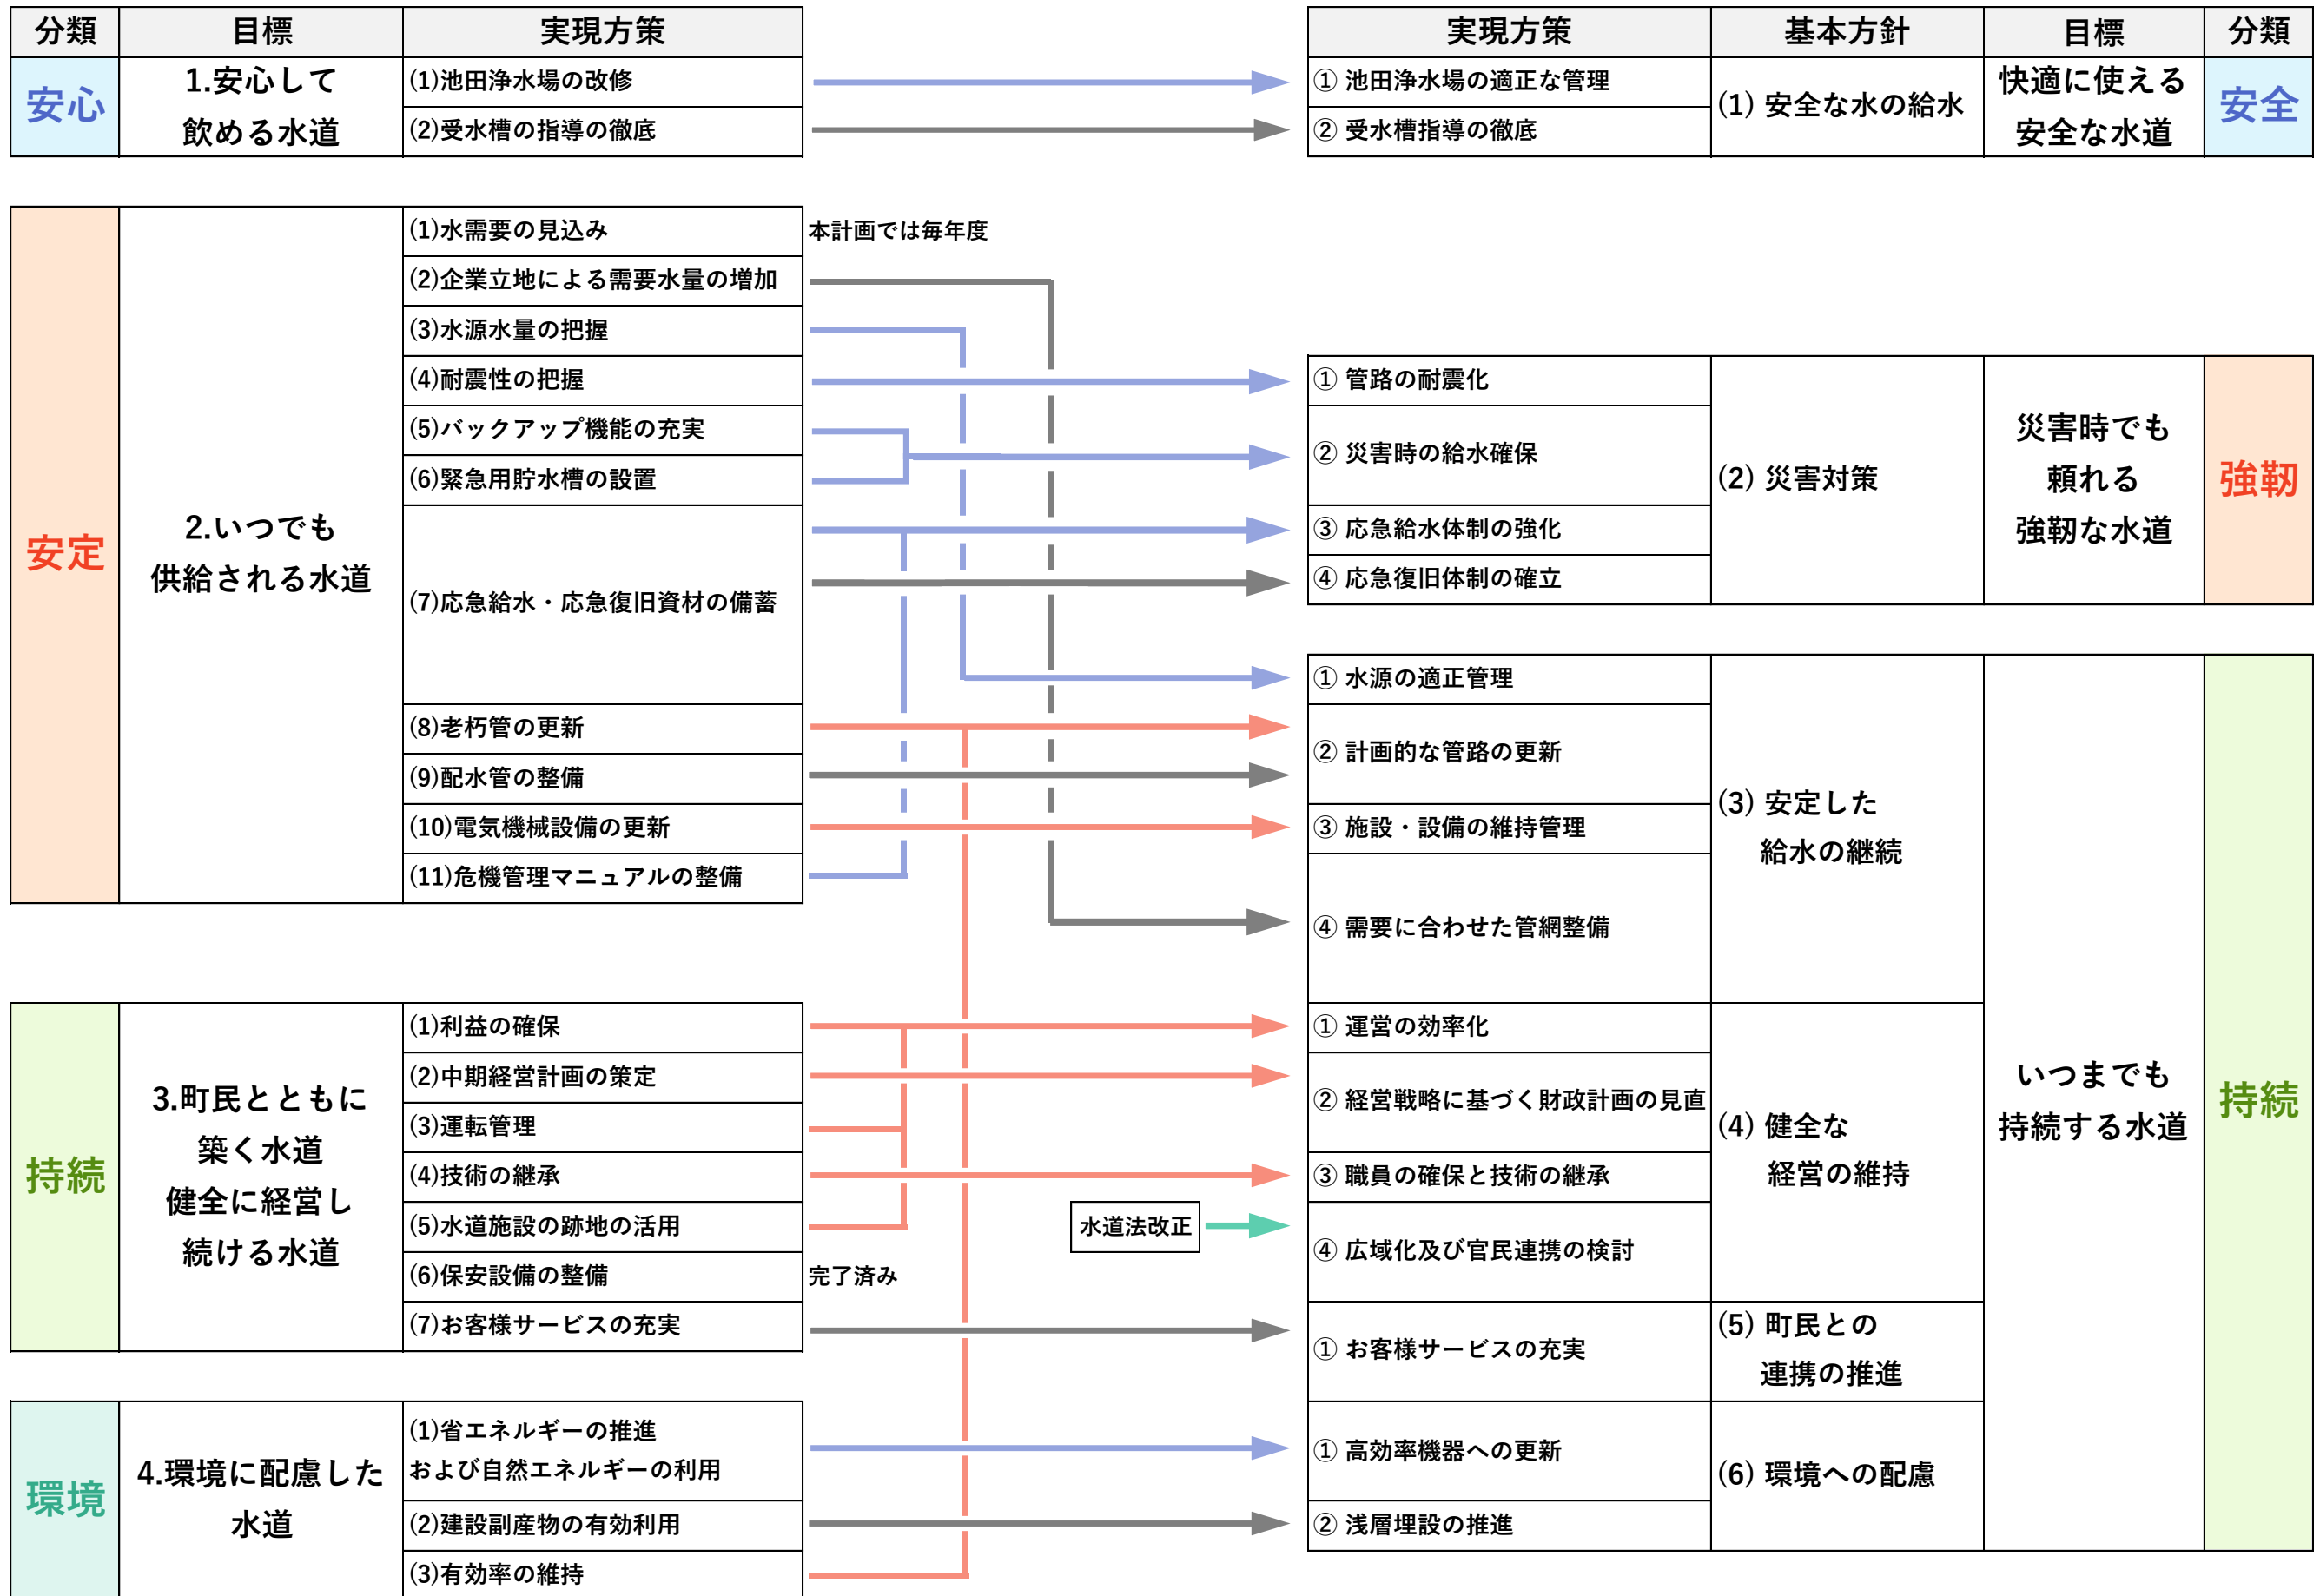 分類
目標
実現方策
安心
1.安心して
飲める水道
(1)池田浄水場の改修
(2)受水槽の指導の徹底
安定
2.いつでも
供給される水道
(1)水需要の見込み
本計画では毎年度
(2)企業立地による需要水量の増加
(3)水源水量の把握
(4)耐震性の把握
(5)バックアップ機能の充実
(6)緊急用貯水槽の設置
(7)応急給水・応急復旧資材の備蓄
(8)老朽管の更新
(9)配水管の整備
(10)電気機械設備の更新
(11)危機管理マニュアルの整備
持続
3.町民とともに
築く水道
健全に経営し
続ける水道
(1)利益の確保
(2)中期経営計画の策定
(3)運転管理
(4)技術の継承
(5)水道施設の跡地の活用
(6)保安設備の整備
完了済み
(7)お客様サービスの充実
環境
4.環境に配慮した
水道
(1)省エネルギーの推進
および自然エネルギーの利用
(2)建設副産物の有効利用
(3)有効率の維持
水道法改正
実現方策
基本方針
目標
分類
① 池田浄水場の適正な管理
② 受水槽指導の徹底
(1) 安全な水の給水
快適に使える
安全な水道
安全
① 管路の耐震化
② 災害時の給水確保
③ 応急給水体制の強化
④ 応急復旧体制の確立
(2) 災害対策
災害時でも
頼れる
強靭な水道
強靭
① 水源の適正管理
② 計画的な管路の更新
③ 施設・設備の維持管理
④ 需要に合わせた管網整備
(3) 安定した
給水の継続
① 運営の効率化
② 経営戦略に基づく財政計画の見直
③ 職員の確保と技術の継承
④ 広域化及び官民連携の検討
(4) 健全な
経営の維持
① お客様サービスの充実
(5) 町民との
連携の推進
① 高効率機器への更新
② 浅層埋設の推進
(6) 環境への配慮
いつまでも
持続する水道
持続